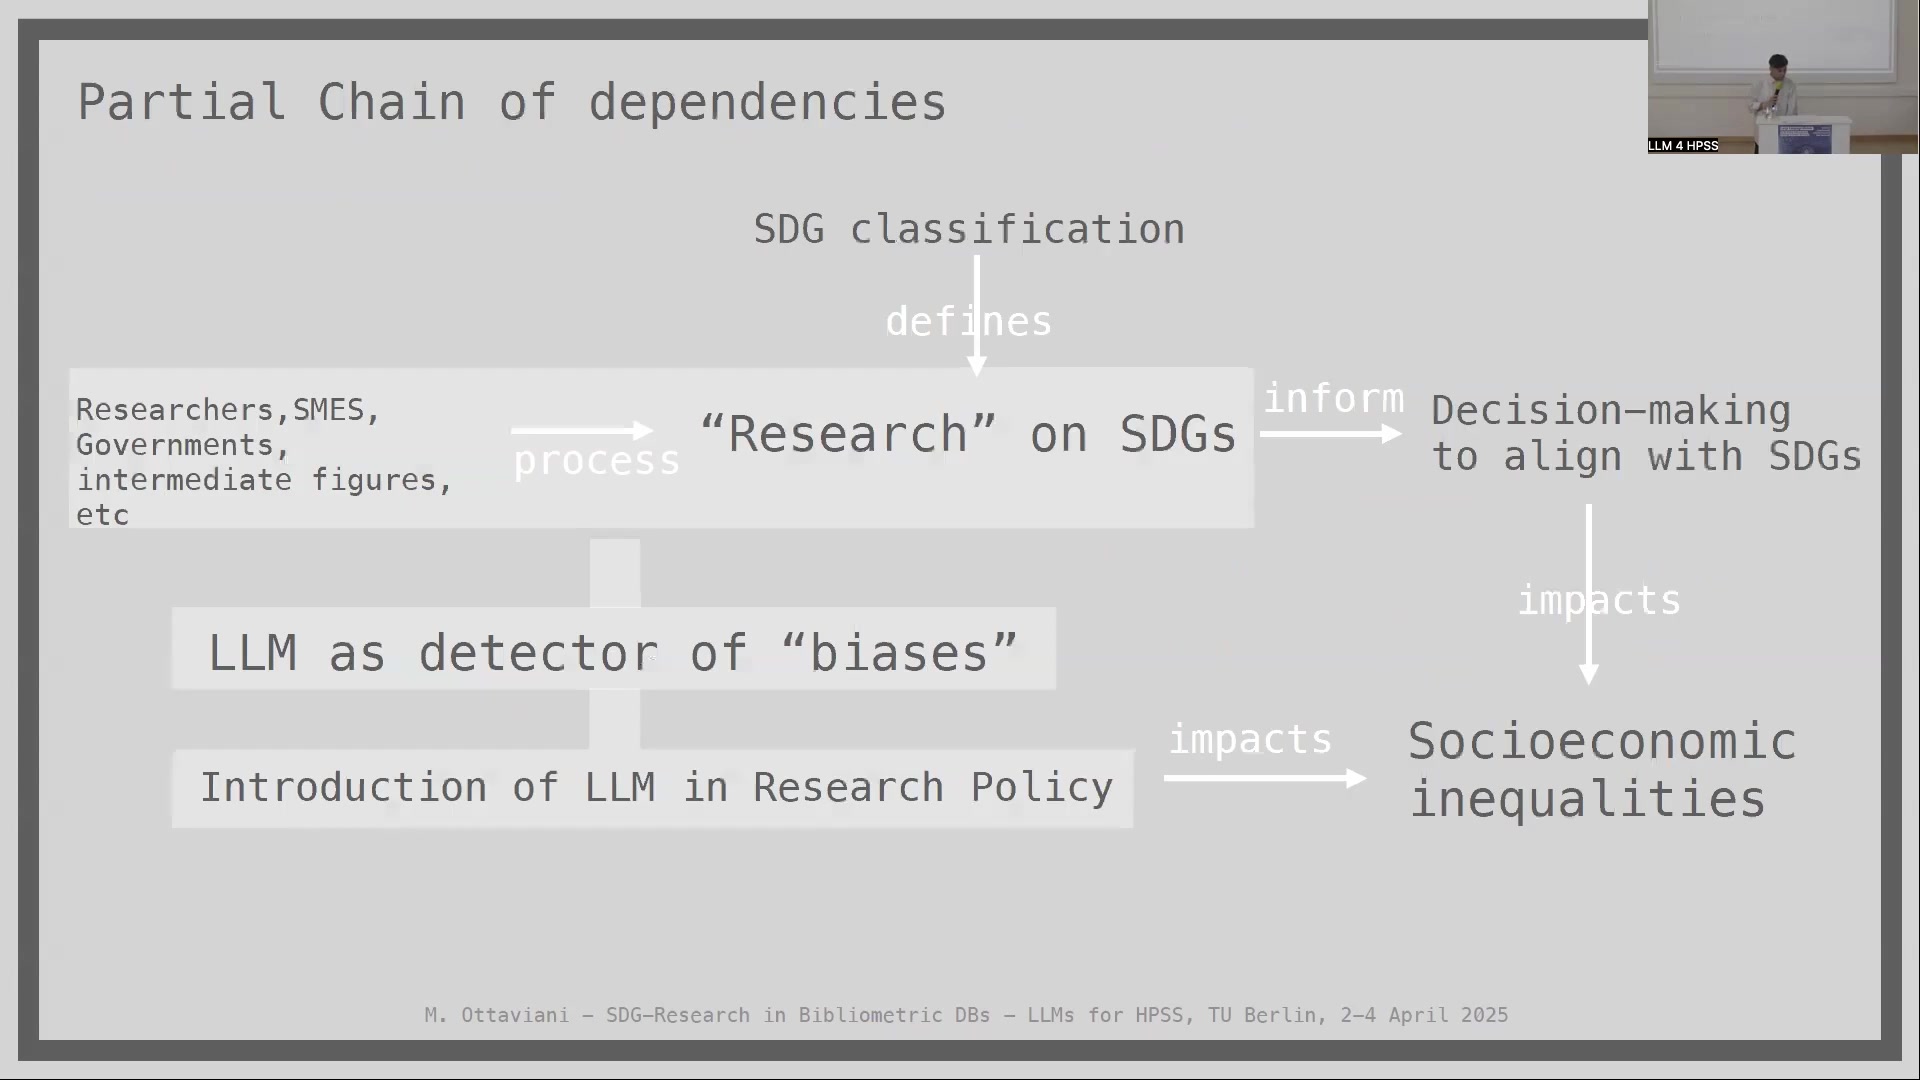 Partial Chain of dependencies
LLM 4 HPSS
SDG classification
defines
Researchers,SMES,
Governments,
intermediate figures,
etc
process
“Research” on SDGs
inform
Decision–making
to align with SDGs
impacts
LLM as detector of “biases”
Introduction of LLM in Research Policy
impacts
Socioeconomic
inequalities
M. Ottaviani – SDG–Research in Bibliometric DBs – LLMs for HPSS, TU Berlin, 2–4 April 2025